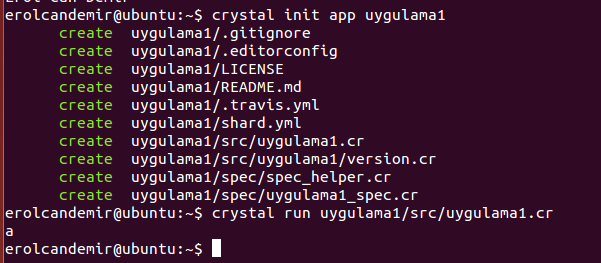 erolcandemir@ubuntu:~$ crystal init app uygulama1
create uygulama1/.gitignore
create uygulama1/.editorconfig
create uygulama1/LICENSE
create uygulama1/README.md
create uygulama1/.travis.yml
create uygulama1/shard.yml
create uygulama1/src/uygulama1.cr
create uygulama1/src/uygulama1/version.cr
create uygulama1/spec/spec_helper.cr
create uygulama1/spec/uygulama1_spec.cr
erolcandemir@ubuntu:~$ crystal run uygulama1/src/uygulama1.cr
a
erolcandemir@ubuntu:~$